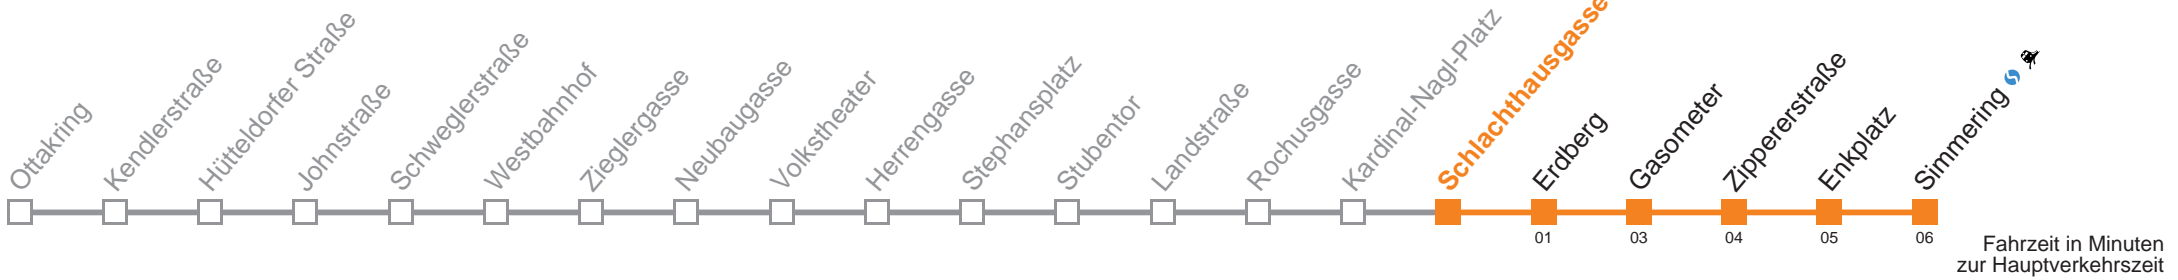 Ottakring
Kendlerstraße
Hütteldorfer Straße
Johnstraße
Schweglerstraße
Westbahnhof
Zieglergasse
Neubaugasse
Volkstheater
Herrengasse
Stephansplatz
Stubentor
Landstraße
Rochusgasse
Kardinal-Nagl-Platz
Schlachthausgasse
Erdberg
Gasometer
Zippererstraße
Enkplatz
Simmering
01
03
04
05
06
Fahrzeit in Minuten
zur Hauptverkehrszeit